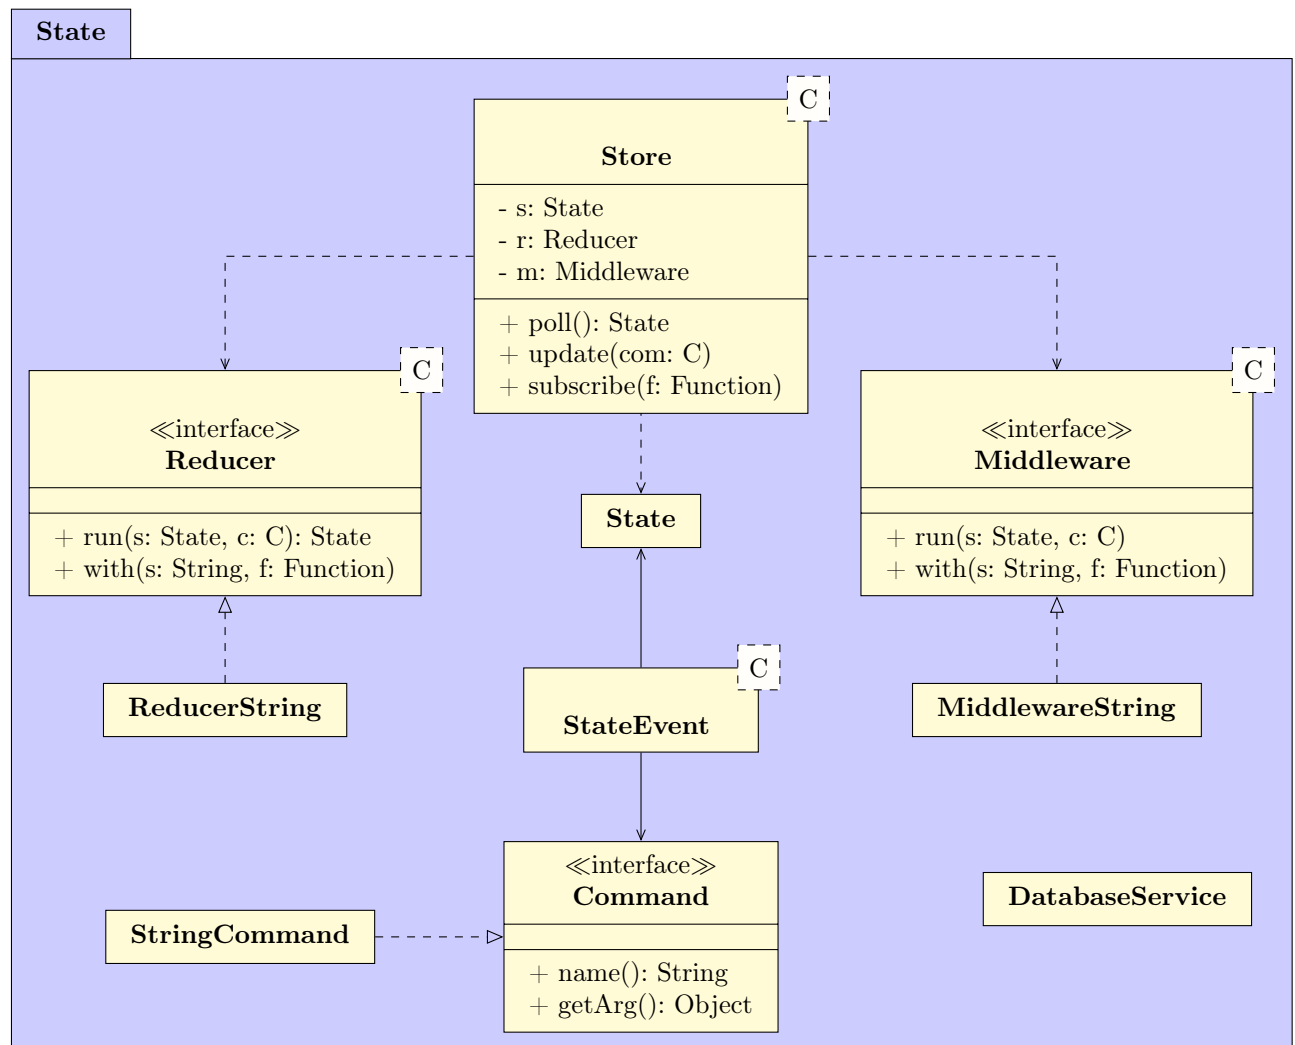 State
C
Store
- s: State
- r: Reducer
- m: Middleware
+ poll(): State
+ update(com: C)
+ subscribe(f: Function)
C
≪interface≫
Reducer
+ run(s: State, c: C): State
+ with(s: String, f: Function)
C
≪interface≫
Middleware
+ run(s: State, c: C)
+ with(s: String, f: Function)
State
C
StateEvent
ReducerString
MiddlewareString
≪interface≫
Command
+ name(): String
+ getArg(): Object
StringCommand
DatabaseService